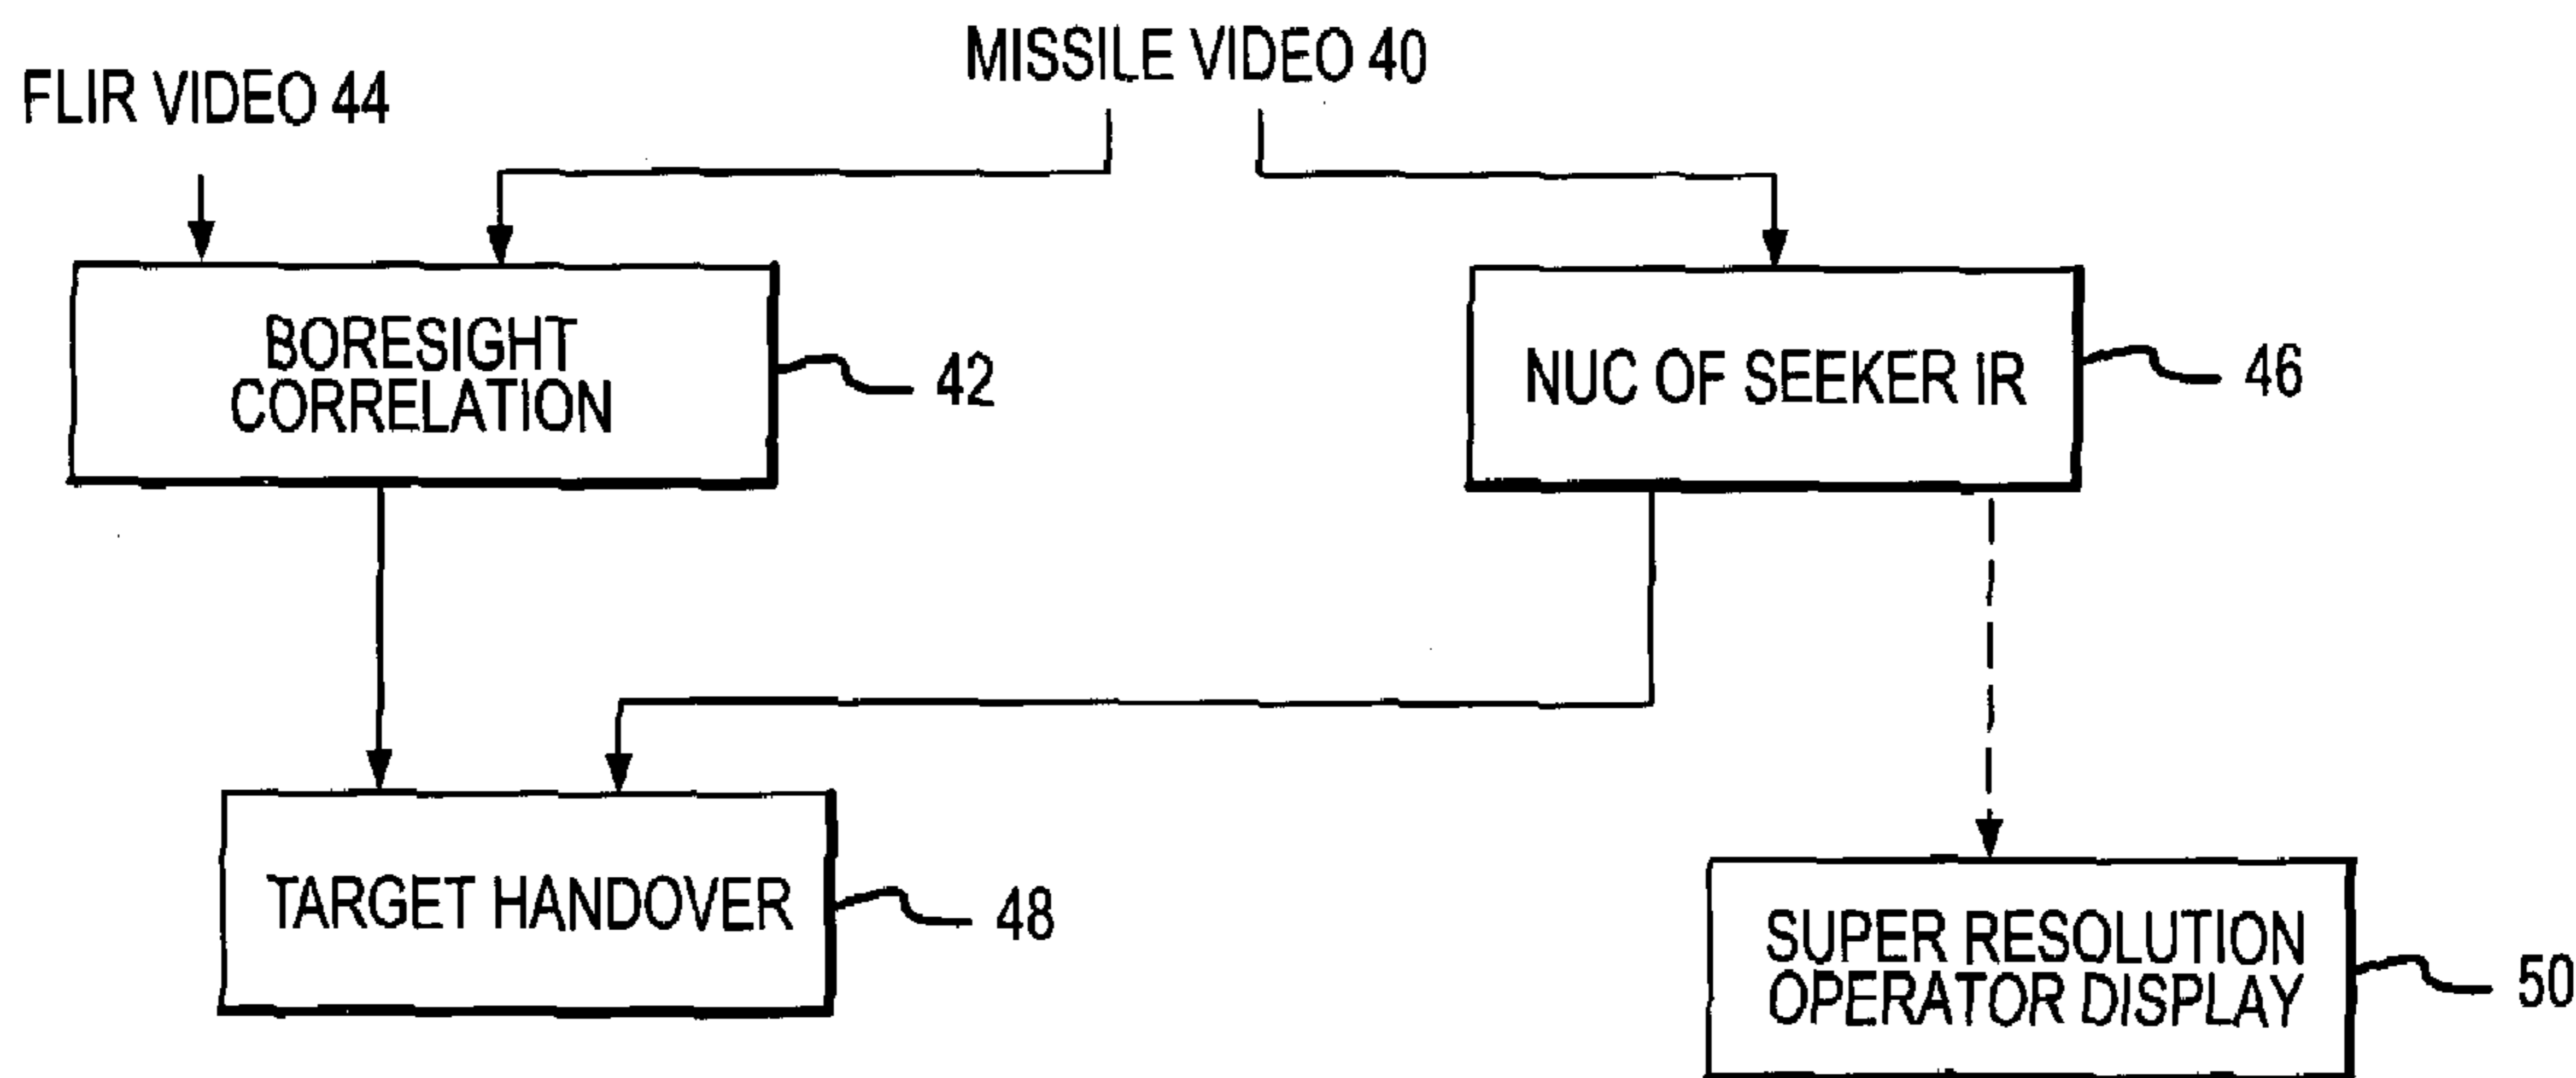 MISSILE VIDEO 40
FLIR VIDEO 44
BORESIGHT
CORRELATION
42
NUC OF SEEKER IR
46
TARGET HANDOVER
48
SUPER RESOLUTION
OPERATOR DISPLAY
50